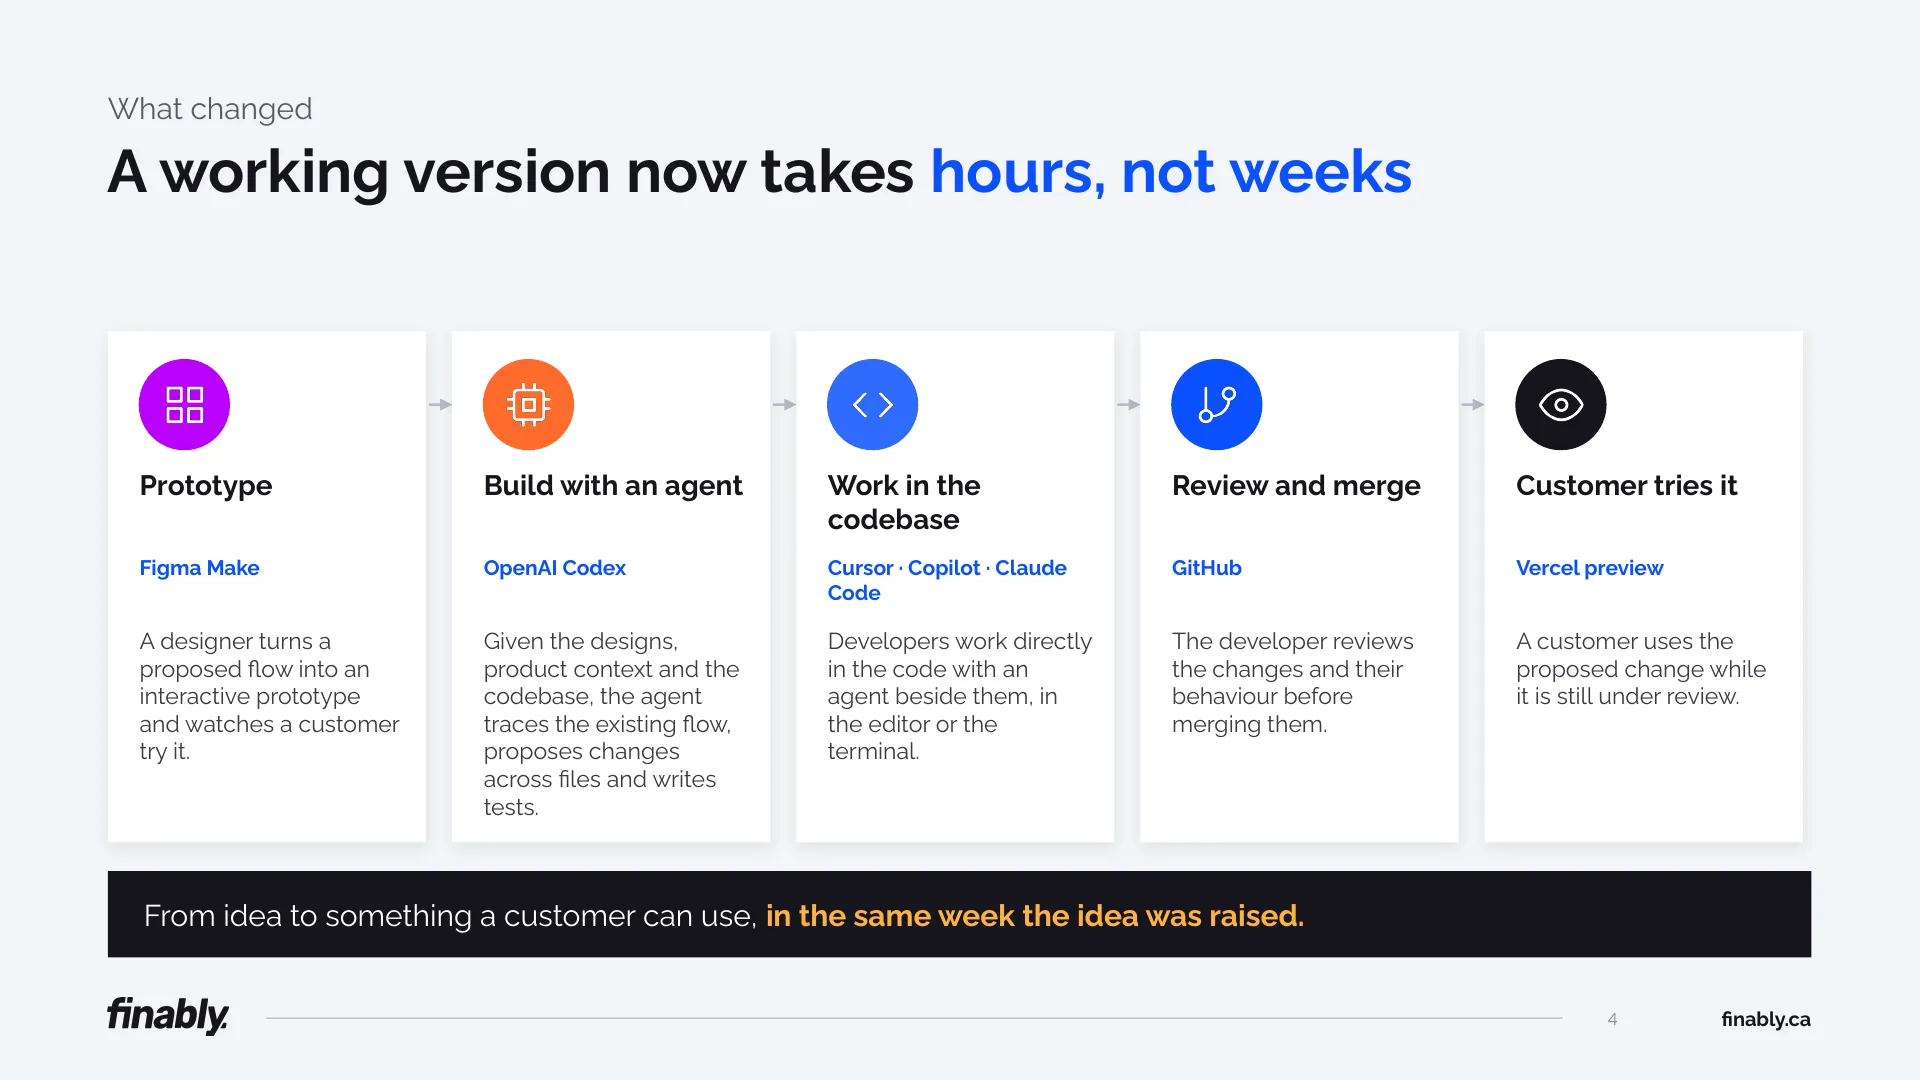 What changed
A working version now takes hours, not weeks
Prototype
Figma Make
A designer turns a
proposed flow into an
interactive prototype
and watches a customer
try it.
Build with an agent
OpenAI Codex
Given the designs,
product context and the
codebase, the agent
traces the existing flow,
proposes changes
across files and writes
tests.
Work in the
codebase
Cursor · Copilot · Claude
Code
Developers work directly
in the code with an
agent beside them, in
the editor or the
terminal.
Review and merge
GitHub
The developer reviews
the changes and their
behaviour before
merging them.
Customer tries it
Vercel preview
A customer uses the
proposed change while
it is still under review.
From idea to something a customer can use, in the same week the idea was raised.
finably.
4
finably.ca